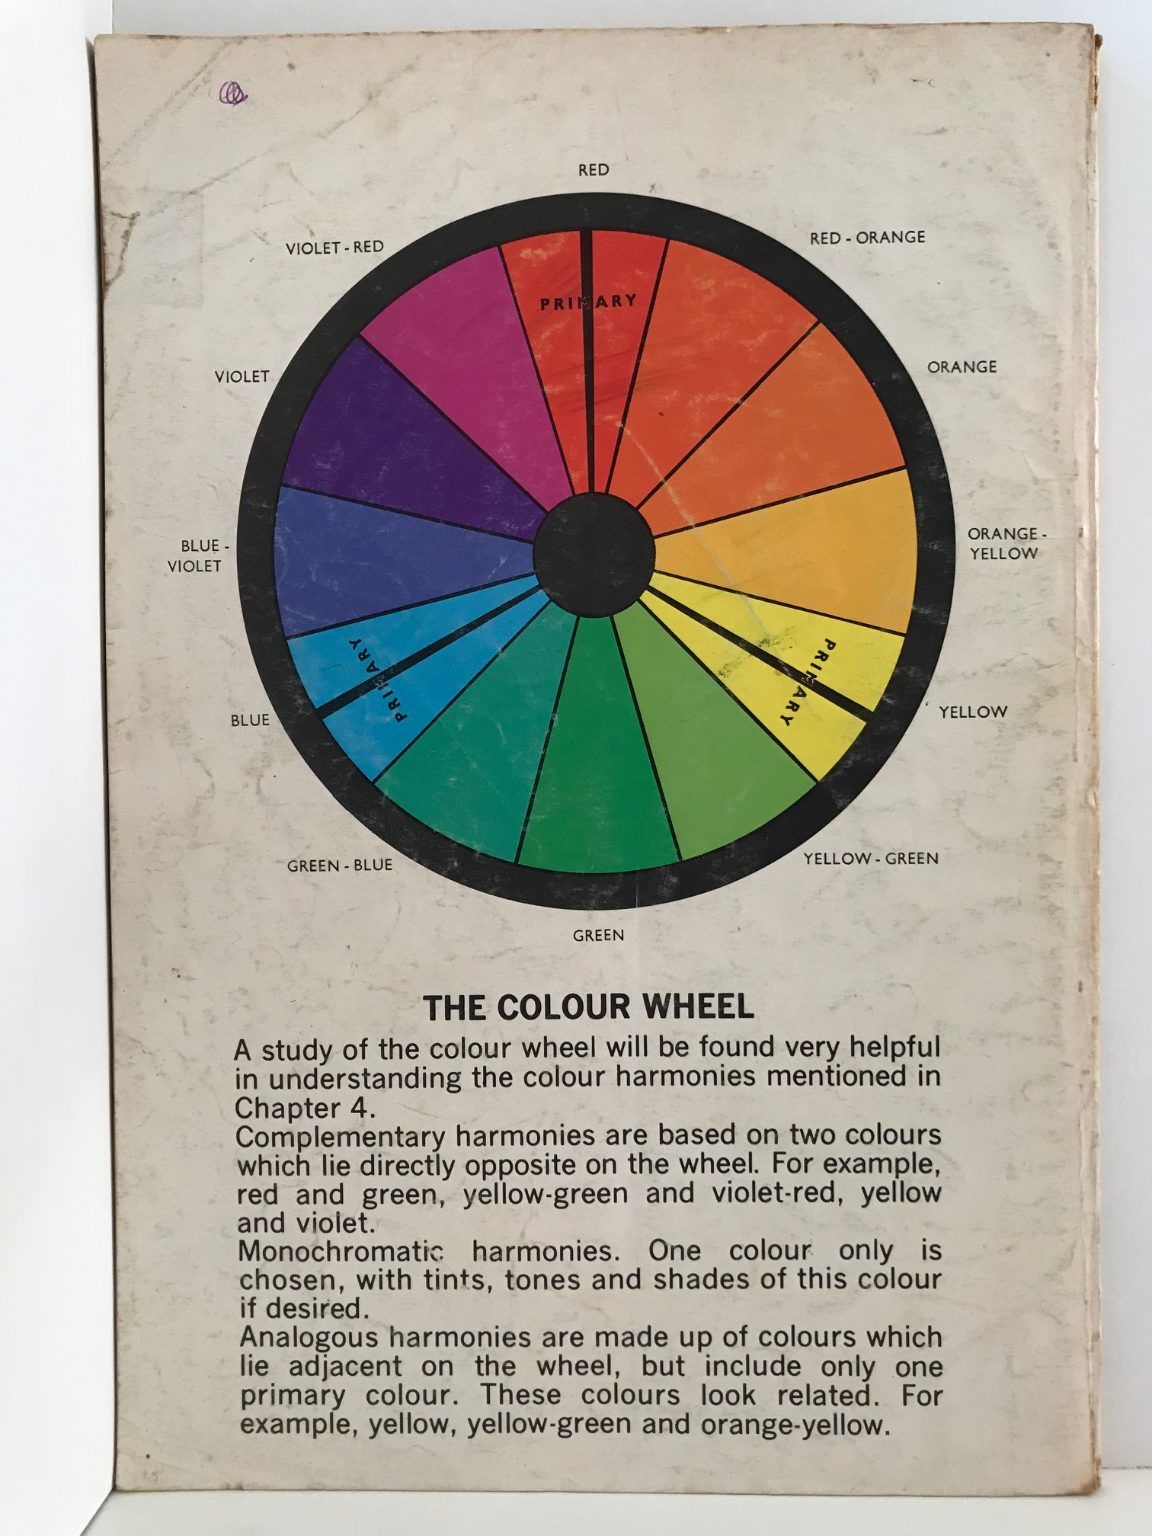 RED
VIOLET - RED
RED - ORANGE
PRIMARY
VIOLET
ORANGE
BLUE -
VIOLET
ORANGE -
YELLOW
PRIMARY
PRIMARY
BLUE
YELLOW
GREEN - BLUE
YELLOW - GREEN
GREEN
THE COLOUR WHEEL
A study of the colour wheel will be found very helpful
in understanding the colour harmonies mentioned in
Chapter 4.
Complementary harmonies are based on two colours
which lie directly opposite on the wheel. For example,
red and green, yellow-green and violet-red, yellow
and violet.
Monochromatic harmonies. One colour only is
chosen, with tints, tones and shades of this colour
if desired.
Analogous harmonies are made up of colours which
lie adjacent on the wheel, but include only one
primary colour. These colours look related. For
example, yellow, yellow-green and orange-yellow.